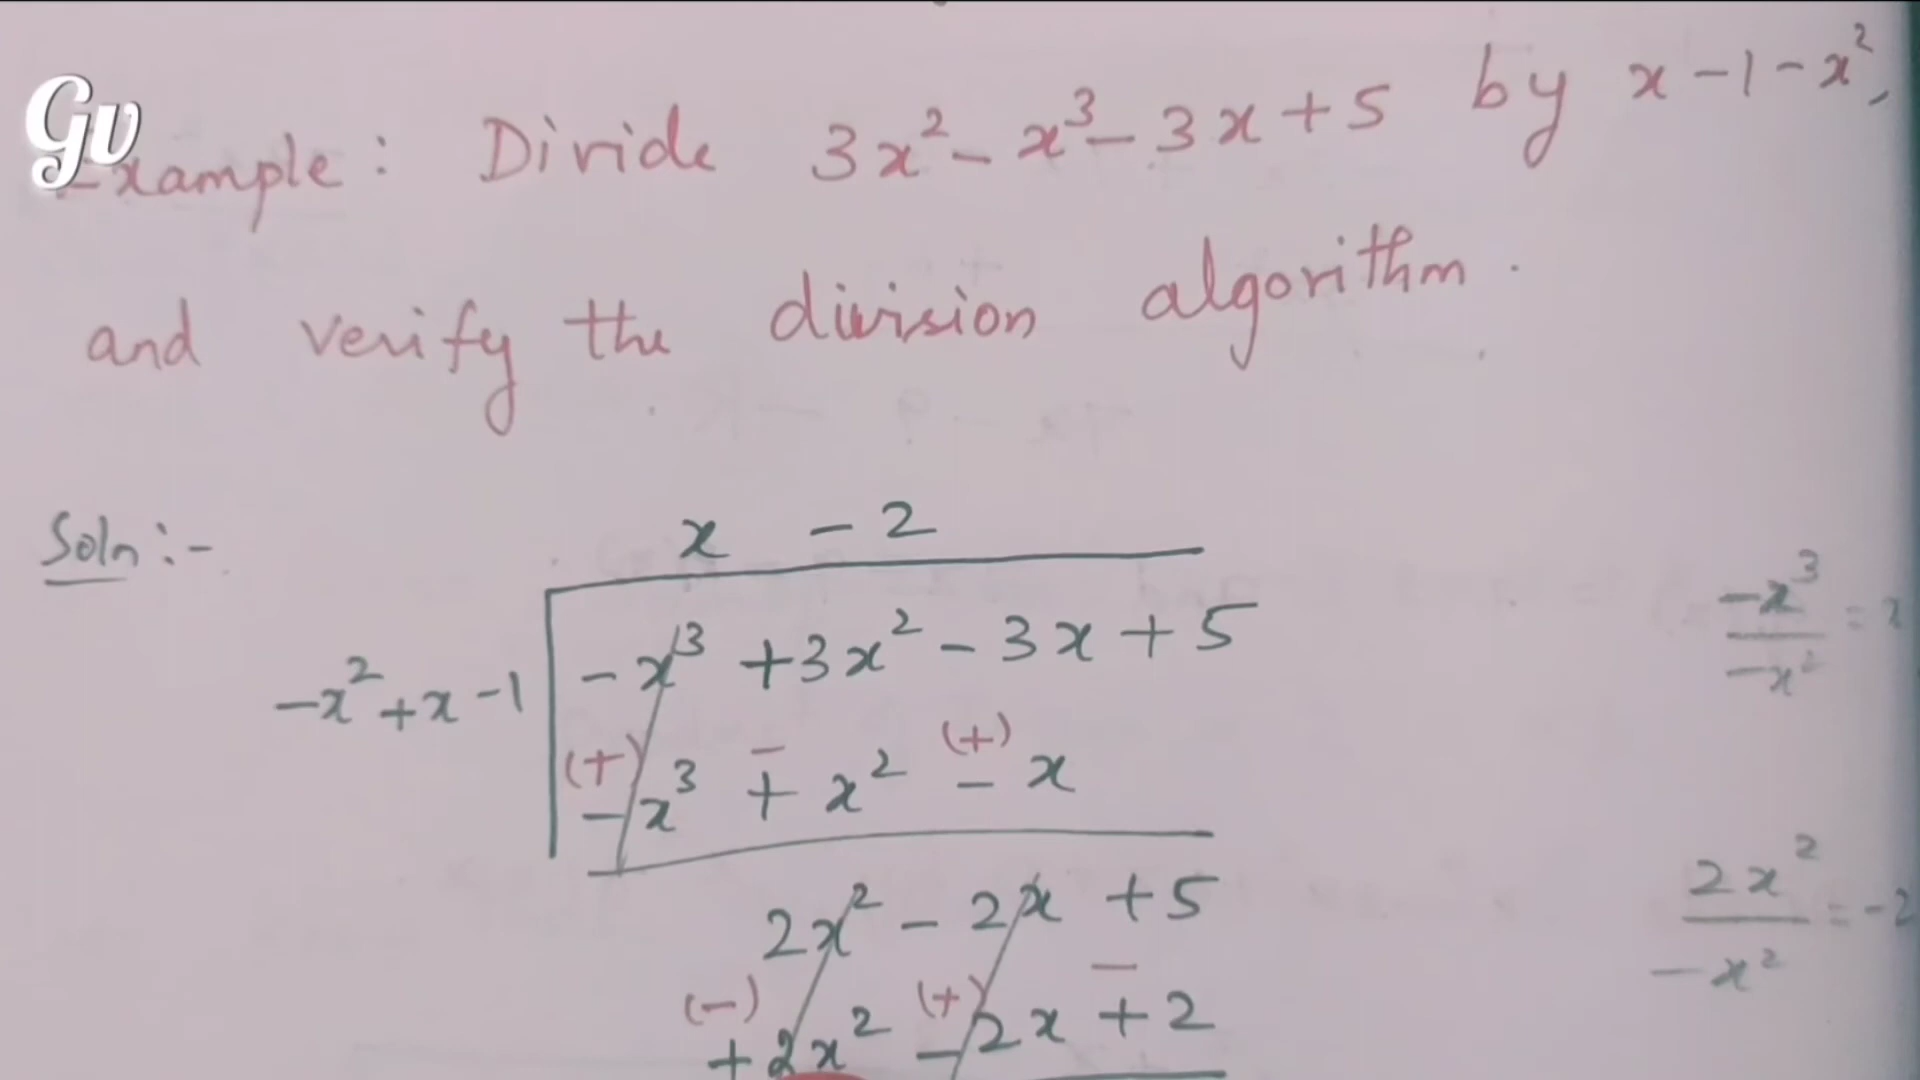 Gv
Example: Divide 3x² - x³ - 3x + 5 by x - 1 - x²,
and verify the division algorithm.
Soln :-
x - 2
-x² + x - 1 -x³ + 3x² - 3x + 5
(+) - (+)
-x³ + x² - x
2x² - 2x + 5
(-) (+) -
+2x² - 2x + 2
-x³
/ -x² = x
2x²
/ -x² = -2